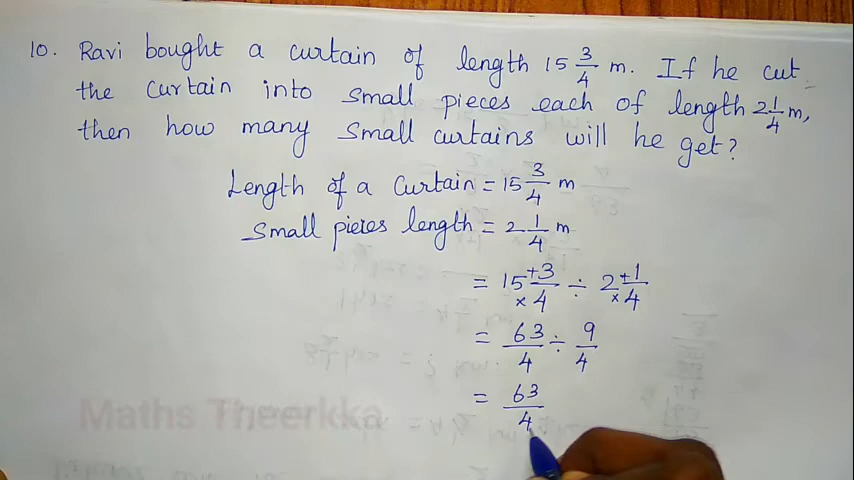 10. Ravi bought a curtain of length 15 3/4 m. If he cut
the curtain into small pieces each of length 2 1/4 m,
then how many small curtains will he get?
Length of a curtain = 15 3/4 m
Small pieces length = 2 1/4 m
= 15 + 3 / × 4 ÷ 2 + 1 / × 4
= 63/4 ÷ 9/4
= 63/4
Maths Theerkka